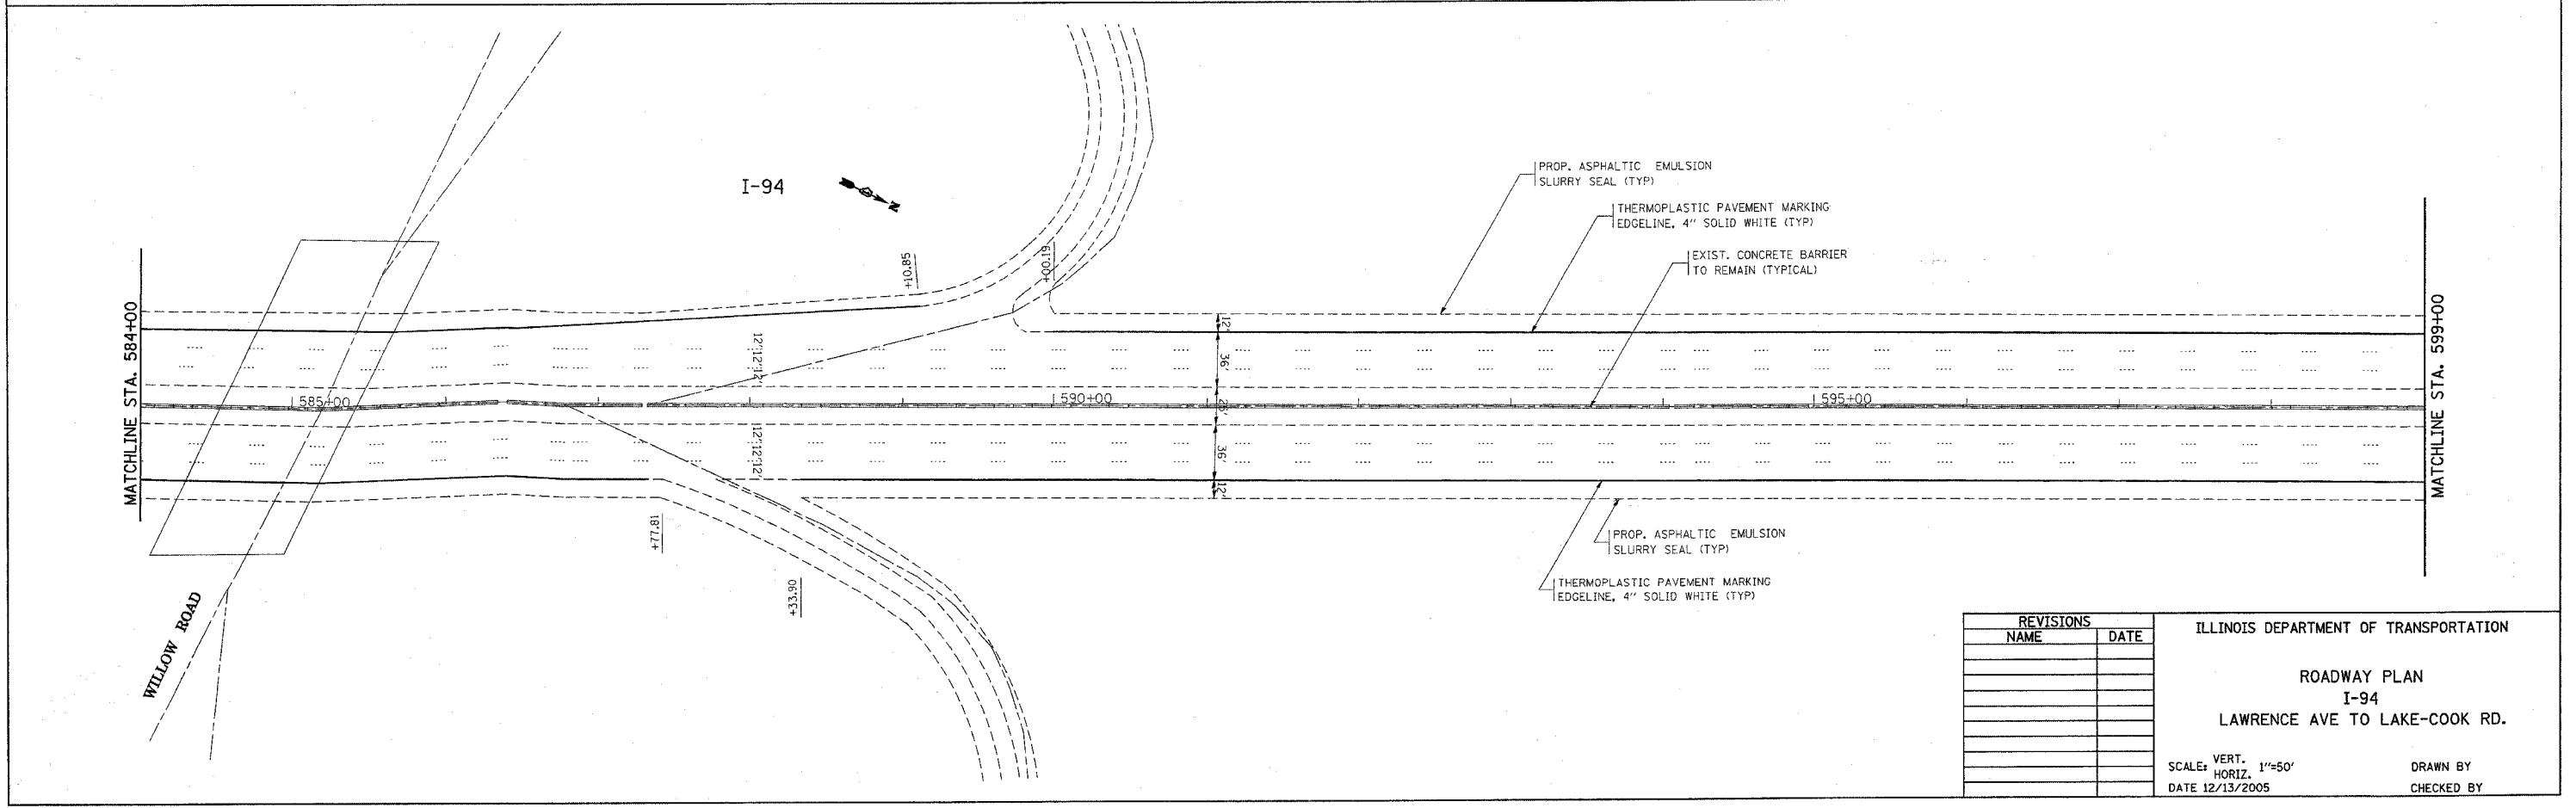 I-94
N
+10.85
+00.19
PROP. ASPHALTIC EMULSION
SLURRY SEAL (TYP)
THERMOPLASTIC PAVEMENT MARKING
EDGELINE, 4" SOLID WHITE (TYP)
EXIST. CONCRETE BARRIER
TO REMAIN (TYPICAL)
MATCHLINE STA. 584+00
MATCHLINE STA. 599+00
12'
36'
12'12'12'
585+00
590+00
595+00
12'12'12'
36'
12'
+77.81
+33.90
PROP. ASPHALTIC EMULSION
SLURRY SEAL (TYP)
THERMOPLASTIC PAVEMENT MARKING
EDGELINE, 4" SOLID WHITE (TYP)
WILLOW ROAD
REVISIONS
NAME DATE
ILLINOIS DEPARTMENT OF TRANSPORTATION
ROADWAY PLAN
I-94
LAWRENCE AVE TO LAKE-COOK RD.
SCALE: VERT.
HORIZ. 1"=50'
DATE 12/13/2005
DRAWN BY
CHECKED BY